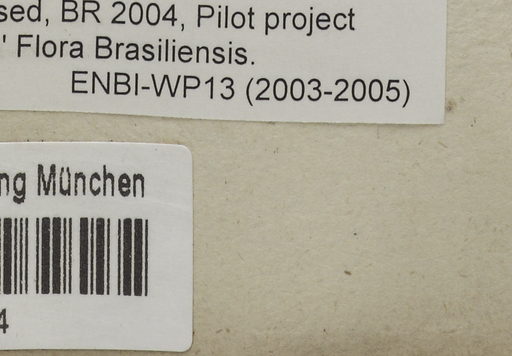 sed, BR 2004, Pilot project
' Flora Brasiliensis.
ENBI-WP13 (2003-2005)
ng München
4